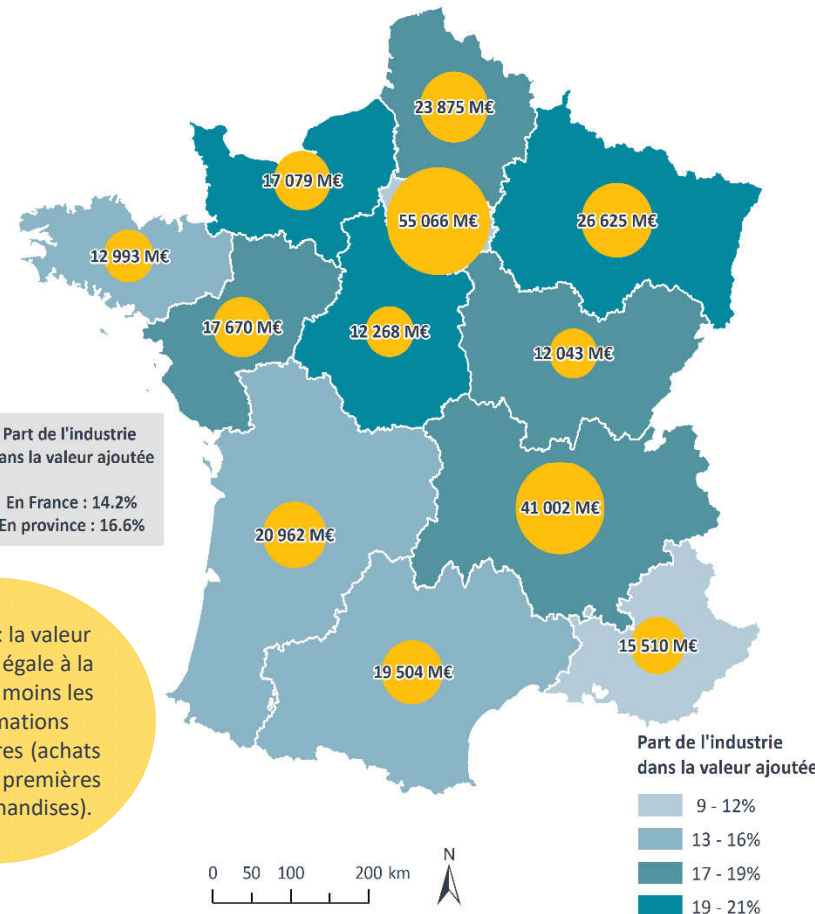 23 875 M€
17 079 M€
55 066 M€
26 625 M€
12 993 M€
17 670 M€
12 268 M€
12 043 M€
Part de l'industrie
dans la valeur ajoutée
En France : 14.2%
En province : 16.6%
41 002 M€
20 962 M€
: la valeur
égale à la
moins les
(achats
premières
19 504 M€
15 510 M€
Part de l'industrie
dans la valeur ajoutée
9 - 12%
13 - 16%
17 - 19%
19 - 21%
N
0 50 100 200 km